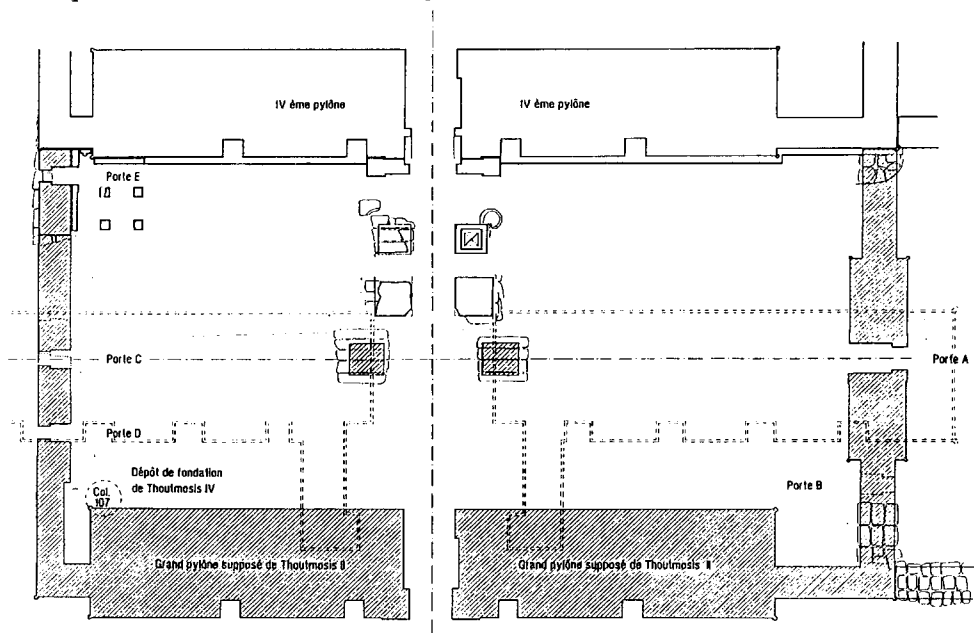 IV ème pylône
IV ème pylône
Porte E
Porte C
Porte A
Porte D
Dépôt de fondation
de Thoutmosis IV
Col.
107
Porte B
Grand pylône supposé de Thoutmosis II
Grand pylône supposé de Thoutmosis II